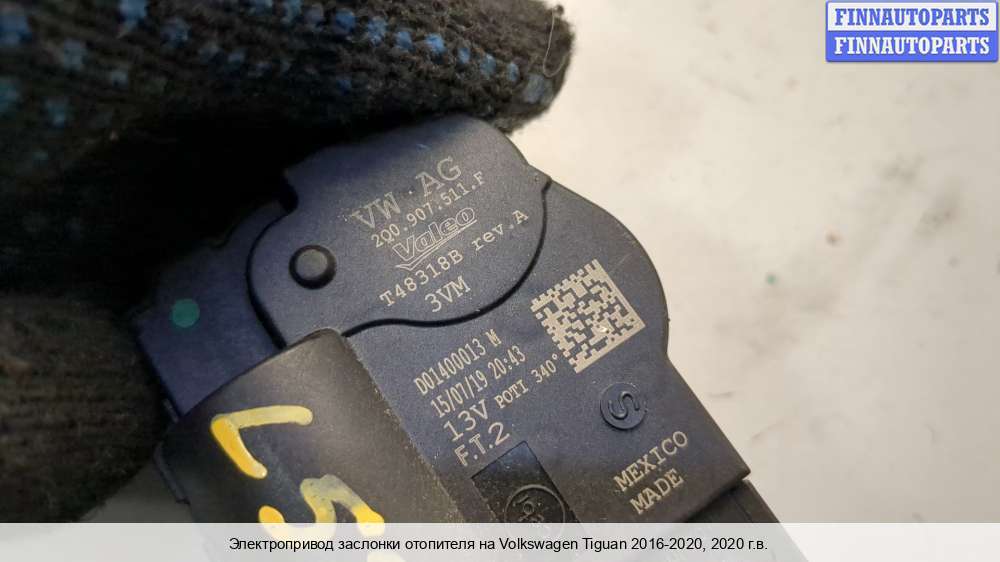 FINNAUTOPARTS
FINNAUTOPARTS
VW AG
2Q0.907.511.F
Valeo
T48318B rev.A
3VM
D01400013 M
15/07/19 20:43
13V POTI 340°
F.T.2
S
MEXICO
MADE
Электропривод заслонки отопителя на Volkswagen Tiguan 2016-2020, 2020 г.в.